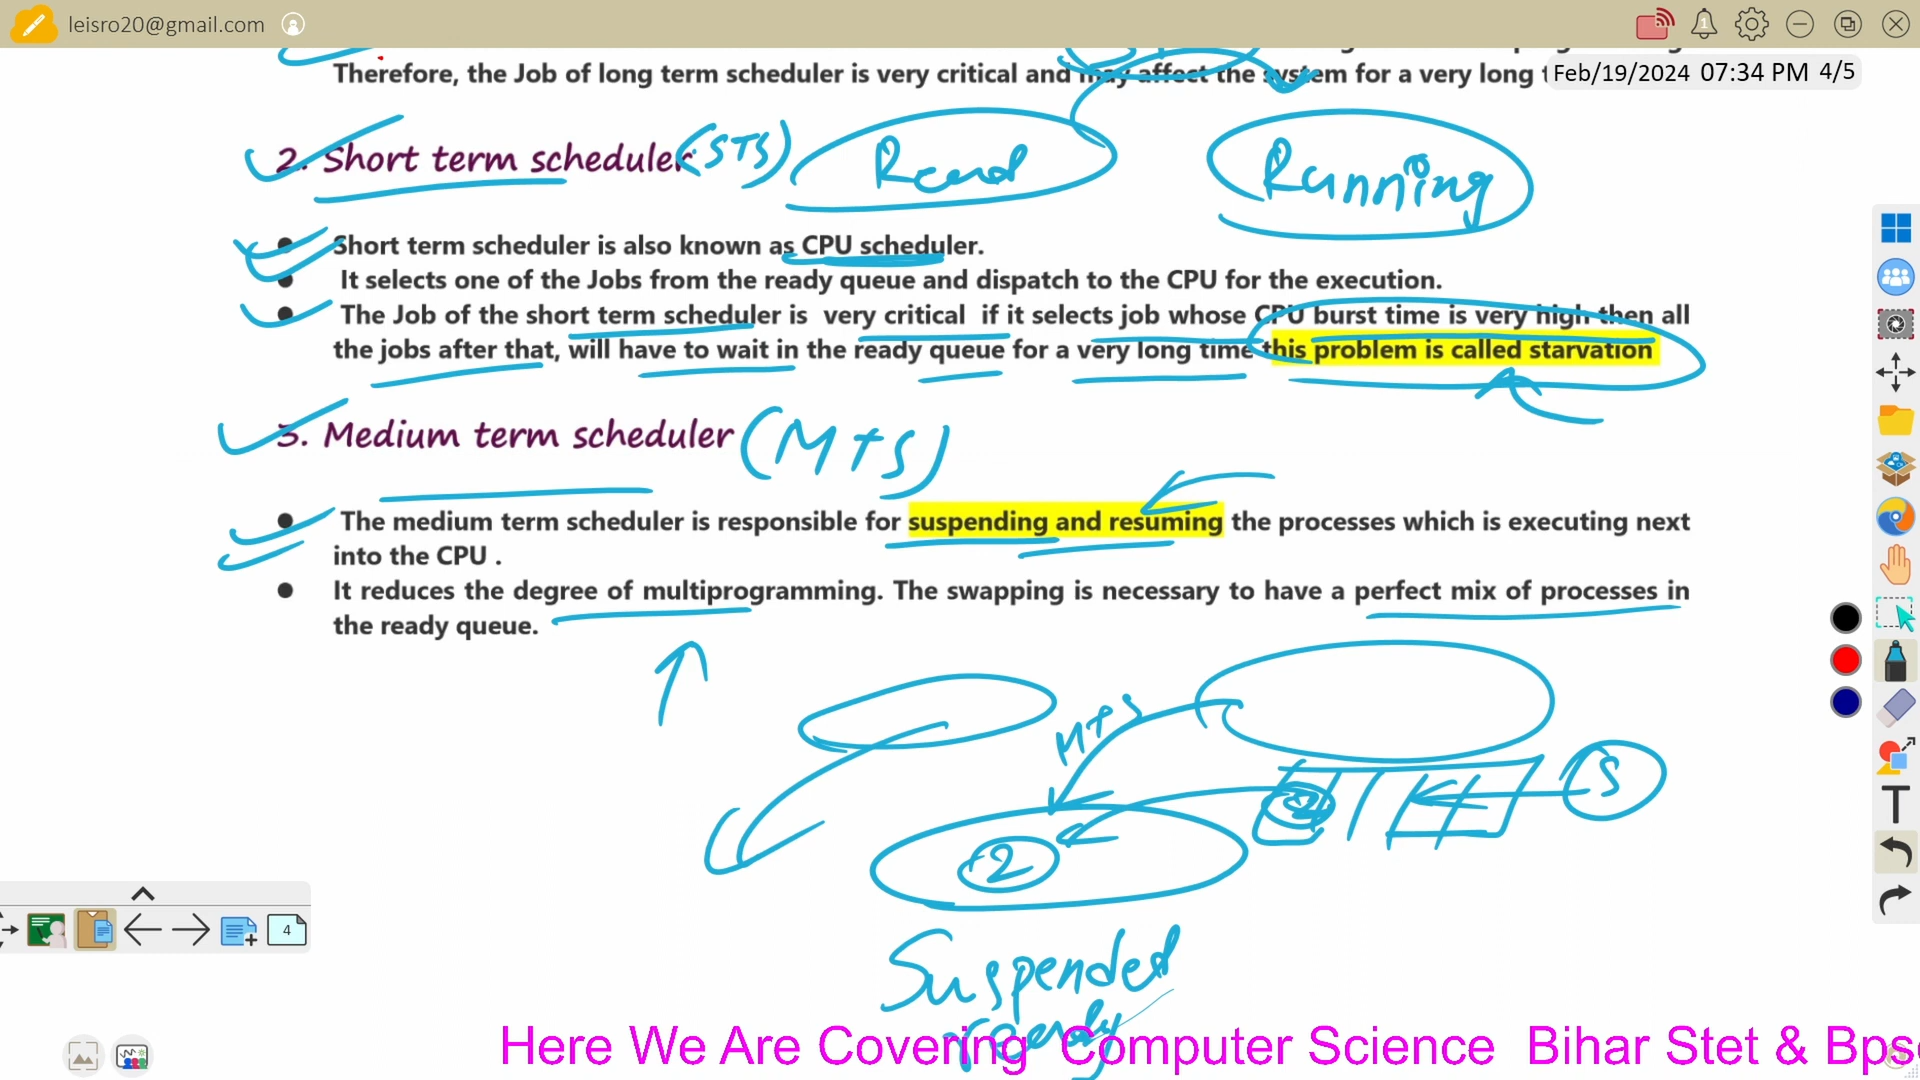 leisro20@gmail.com
Therefore, the Job of long term scheduler is very critical and may affect the system for a very long t
Feb/19/2024 07:34 PM 4/5
2. Short term scheduler (STS) Read Running
Short term scheduler is also known as CPU scheduler.
It selects one of the Jobs from the ready queue and dispatch to the CPU for the execution.
The Job of the short term scheduler is very critical if it selects job whose CPU burst time is very high then all
the jobs after that, will have to wait in the ready queue for a very long time this problem is called starvation
3. Medium term scheduler (MTS)
The medium term scheduler is responsible for suspending and resuming the processes which is executing next
into the CPU .
It reduces the degree of multiprogramming. The swapping is necessary to have a perfect mix of processes in
the ready queue.
MTS
S
2
Suspended
ready
4
Here We Are Covering Computer Science Bihar Stet & Bps